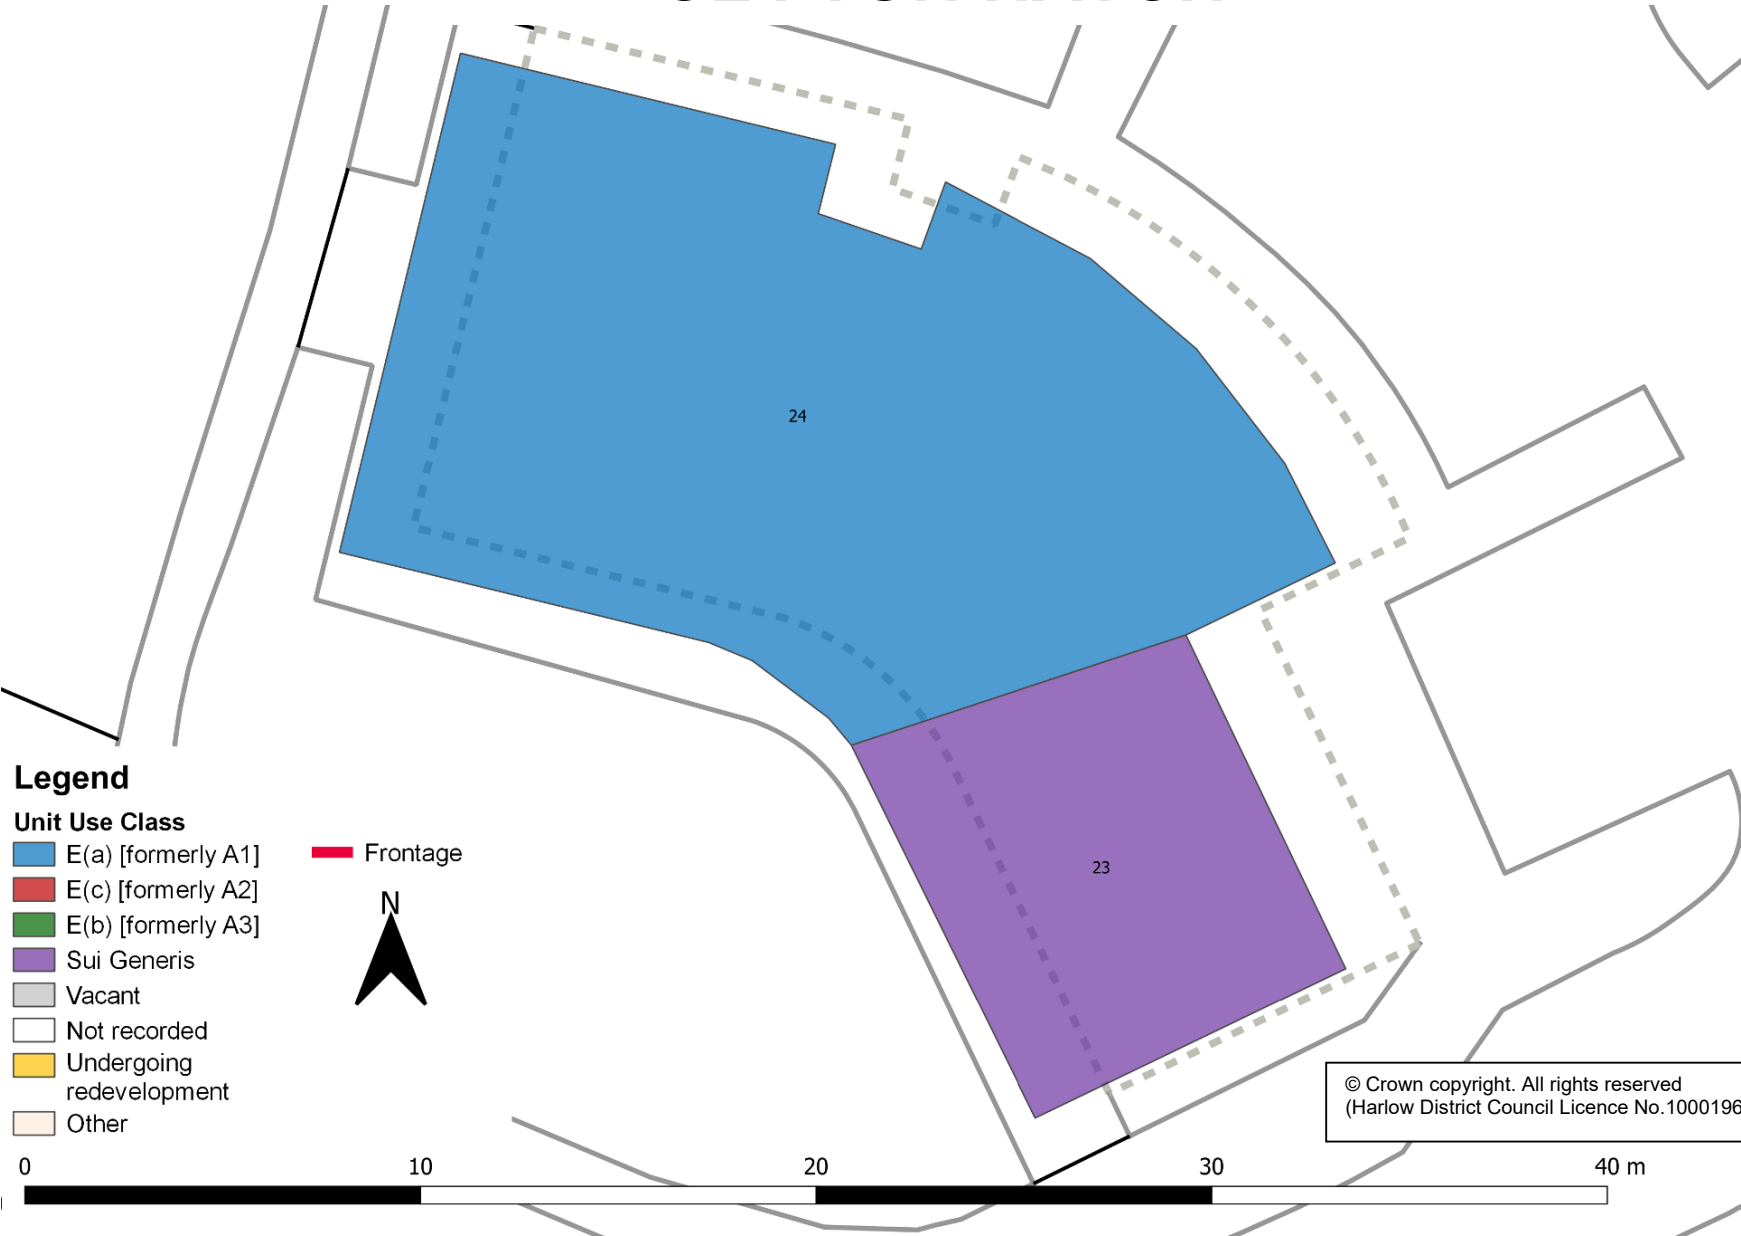 24
23
Legend
Unit Use Class
E(a) [formerly A1]
E(c) [formerly A2]
E(b) [formerly A3]
Sui Generis
Vacant
Not recorded
Undergoing
redevelopment
Other
Frontage
N
© Crown copyright. All rights reserved
(Harlow District Council Licence No.1000196
0 10 20 30 40 m